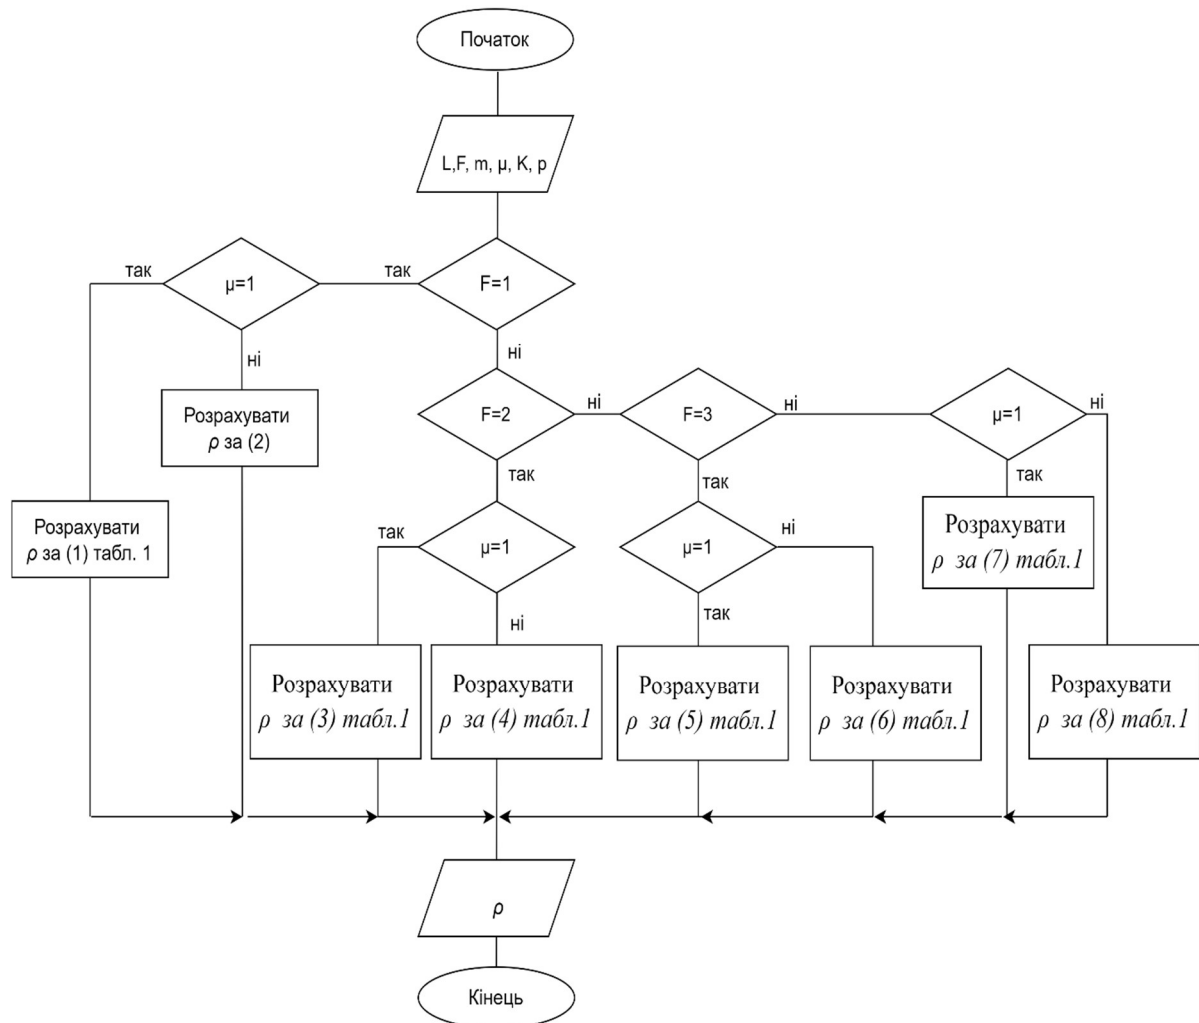 Початок
L,F, m, μ, K, p
F=1
так
μ=1
так
ні
ні
Розрахувати
ρ за (2)
F=2
ні
F=3
ні
μ=1
ні
так
так
так
Розрахувати
ρ за (1) табл. 1
так
μ=1
μ=1
ні
Розрахувати
ρ за (7) табл.1
ні
так
Розрахувати
ρ за (3) табл.1
Розрахувати
ρ за (4) табл.1
Розрахувати
ρ за (5) табл.1
Розрахувати
ρ за (6) табл.1
Розрахувати
ρ за (8) табл.1
ρ
Кінець